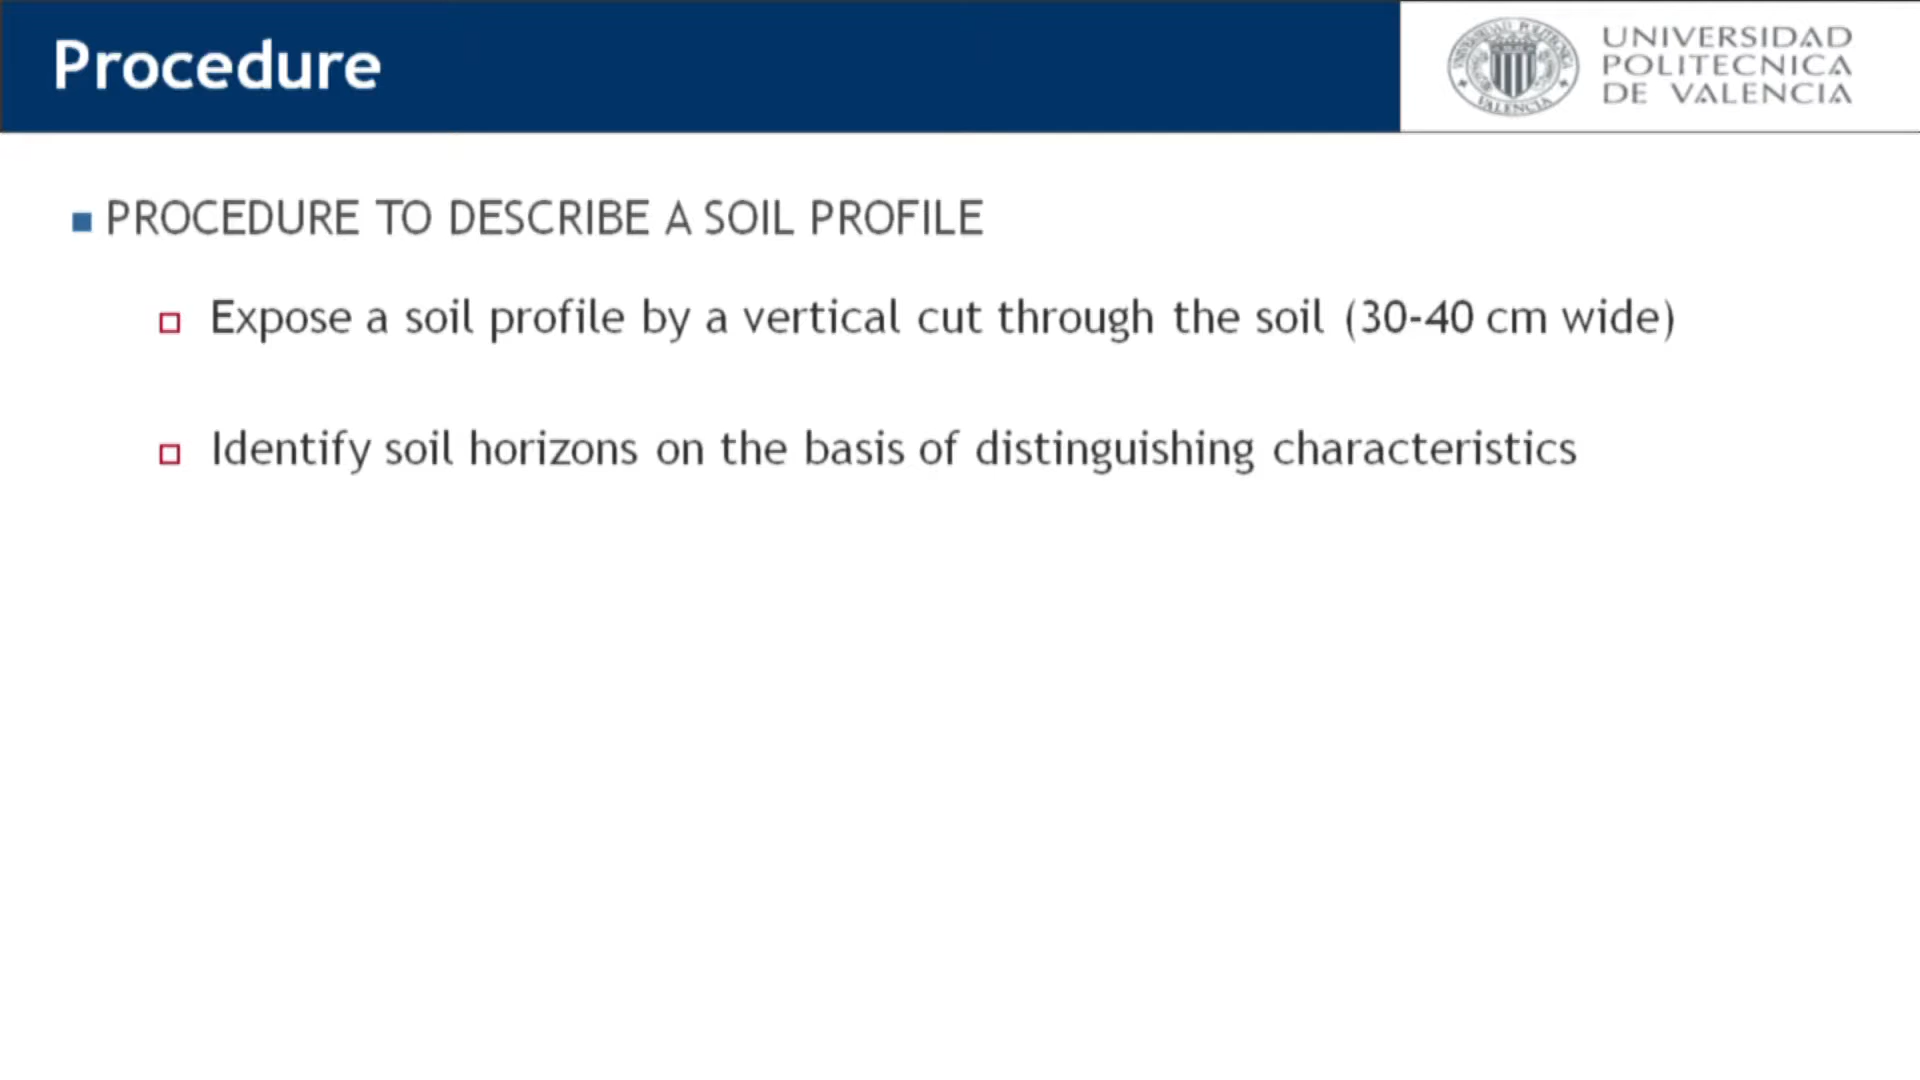 Procedure
UNIVERSIDAD
POLITECNICA
DE VALENCIA
PROCEDURE TO DESCRIBE A SOIL PROFILE
Expose a soil profile by a vertical cut through the soil (30-40 cm wide)
Identify soil horizons on the basis of distinguishing characteristics